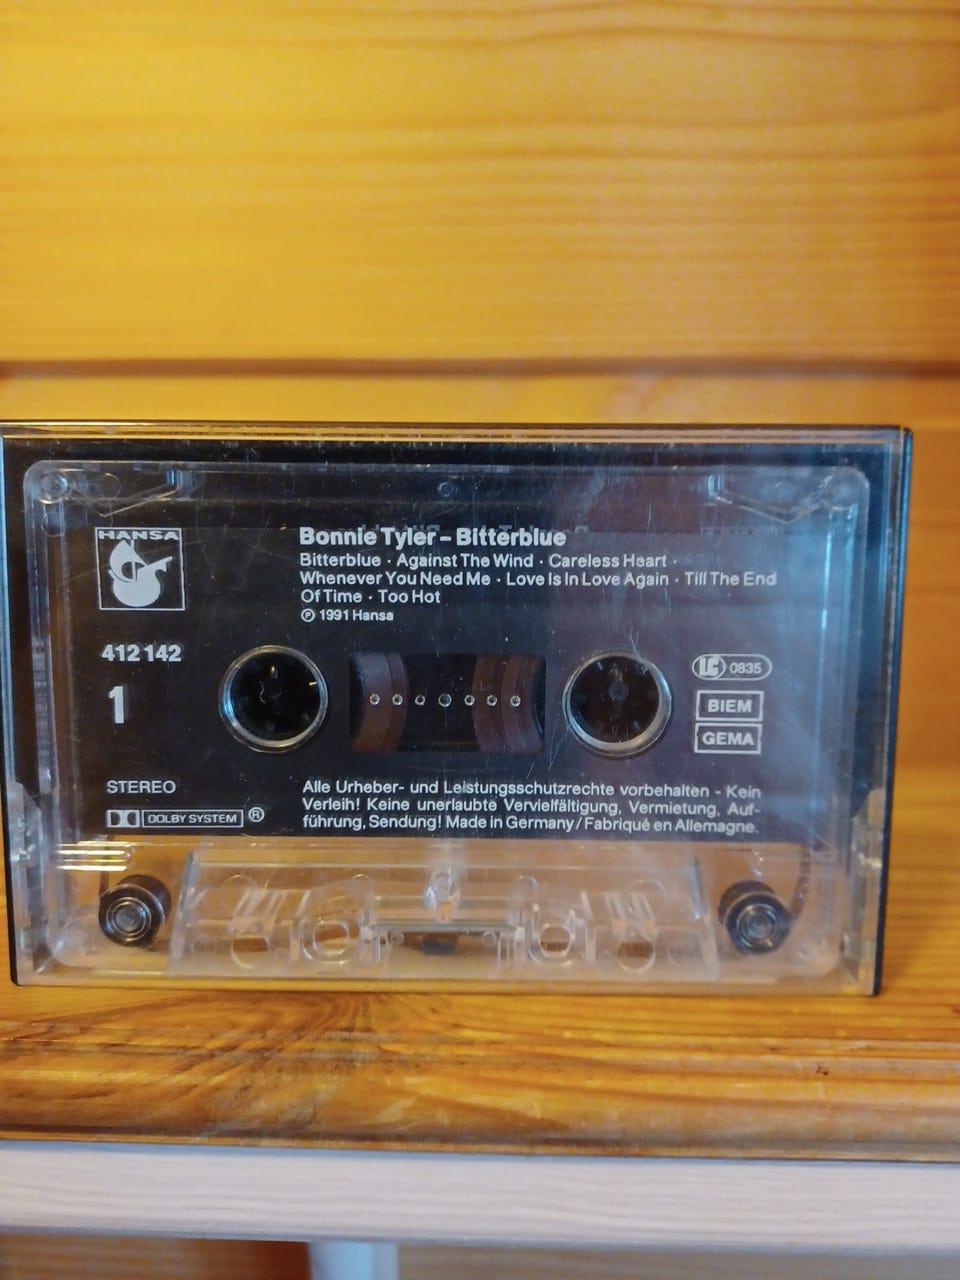 HANSA
Bonnie Tyler – Bitterblue
Bitterblue · Against The Wind · Careless Heart ·
Whenever You Need Me · Love Is In Love Again · Till The End
Of Time · Too Hot
℗ 1991 Hansa
412 142
1
LC 0835
BIEM
GEMA
STEREO
DOLBY SYSTEM ®
Alle Urheber- und Leistungsschutzrechte vorbehalten - Kein
Verleih! Keine unerlaubte Vervielfältigung, Vermietung, Auf-
führung, Sendung! Made in Germany / Fabriqué en Allemagne.